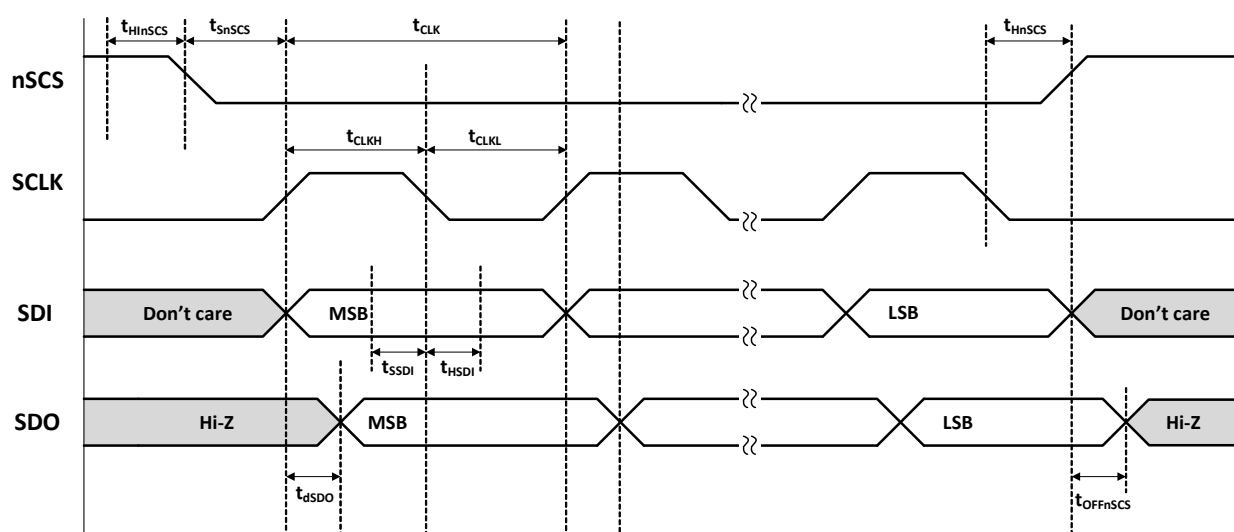 tHInSCS tSnSCS tCLK tHnSCS
nSCS
tCLKH tCLKL
SCLK
SDI Don't care MSB LSB Don't care
tSSDI tHSDI
SDO Hi-Z MSB LSB Hi-Z
tdSDO tOFFnSCS